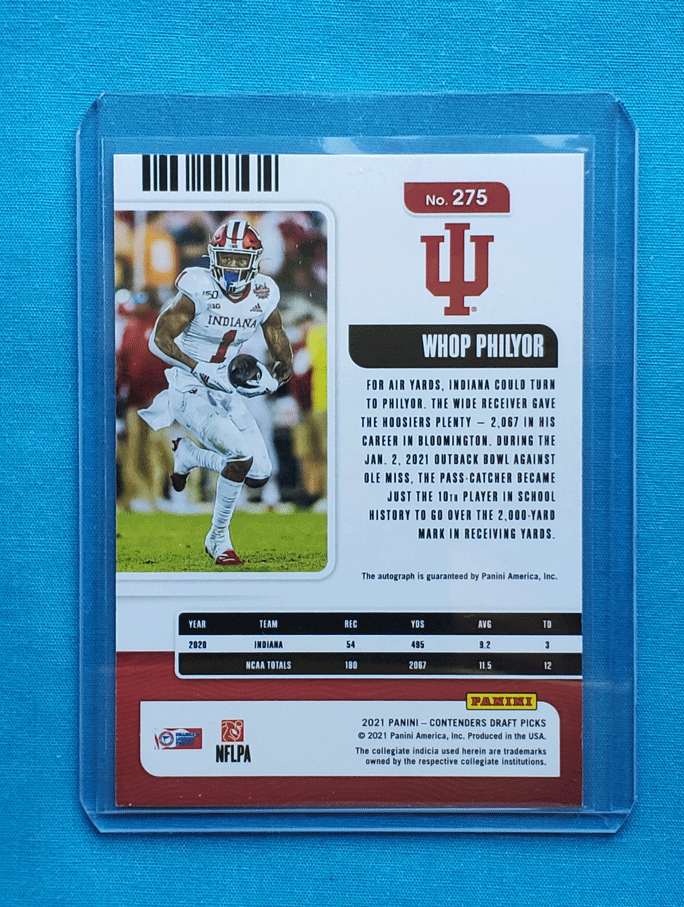 No. 275
IU
®
WHOP PHILYOR
150
INDIANA
1
FOR AIR YARDS, INDIANA COULD TURN
TO PHILYOR. THE WIDE RECEIVER GAVE
THE HOOSIERS PLENTY – 2,067 IN HIS
CAREER IN BLOOMINGTON. DURING THE
JAN. 2, 2021 OUTBACK BOWL AGAINST
OLE MISS, THE PASS-CATCHER BECAME
JUST THE 10TH PLAYER IN SCHOOL
HISTORY TO GO OVER THE 2,000-YARD
MARK IN RECEIVING YARDS.
The autograph is guaranteed by Panini America, Inc.
YEAR TEAM REC YDS AVG TD
2020 INDIANA 54 495 9.2 3
NCAA TOTALS 180 2067 11.5 12
PANINI
NFLPA
2021 PANINI – CONTENDERS DRAFT PICKS
© 2021 Panini America, Inc. Produced in the USA.
The collegiate indicia used herein are trademarks
owned by the respective collegiate institutions.